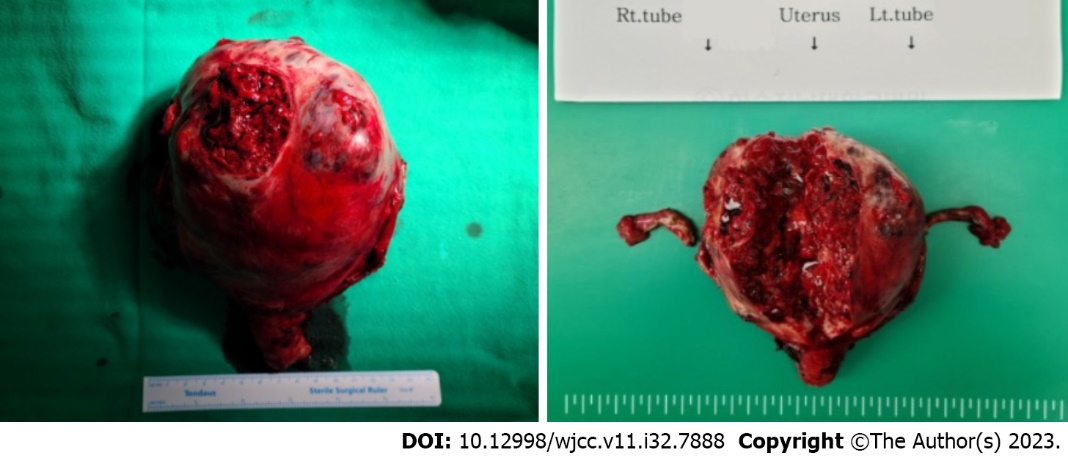 Rt.tube Uterus Lt.tube
Sterile Surgical Ruler
DOI: 10.12998/wjcc.v11.i32.7888 Copyright ©The Author(s) 2023.